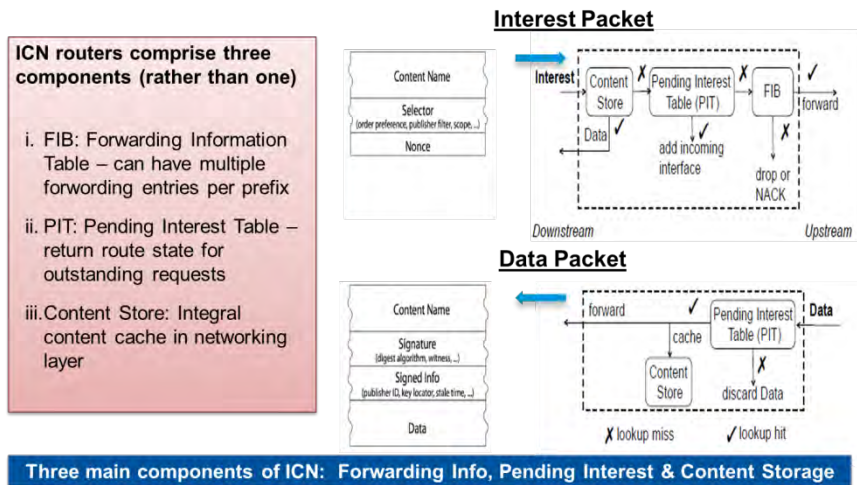 Interest Packet
ICN routers comprise three
components (rather than one)
i. FIB: Forwarding Information
Table – can have multiple
forwording entries per prefix
ii. PIT: Pending Interest Table –
return route state for
outstanding requests
iii. Content Store: Integral
content cache in networking
layer
Content Name
Selector
(order preference, publisher filter, scope, ...)
Nonce
Interest
Content
Store
✗
Pending Interest
Table (PIT)
✗
FIB
✓
forward
Data
✓
✓
add incoming
interface
✗
drop or
NACK
Downstream
Upstream
Data Packet
Content Name
Signature
(digest algorithm, witness, ...)
Signed Info
(publisher ID, key locator, stale time, ...)
Data
forward
✓
Pending Interest
Table (PIT)
Data
cache
Content
Store
✗
discard Data
✗ lookup miss
✓ lookup hit
Three main components of ICN: Forwarding Info, Pending Interest & Content Storage